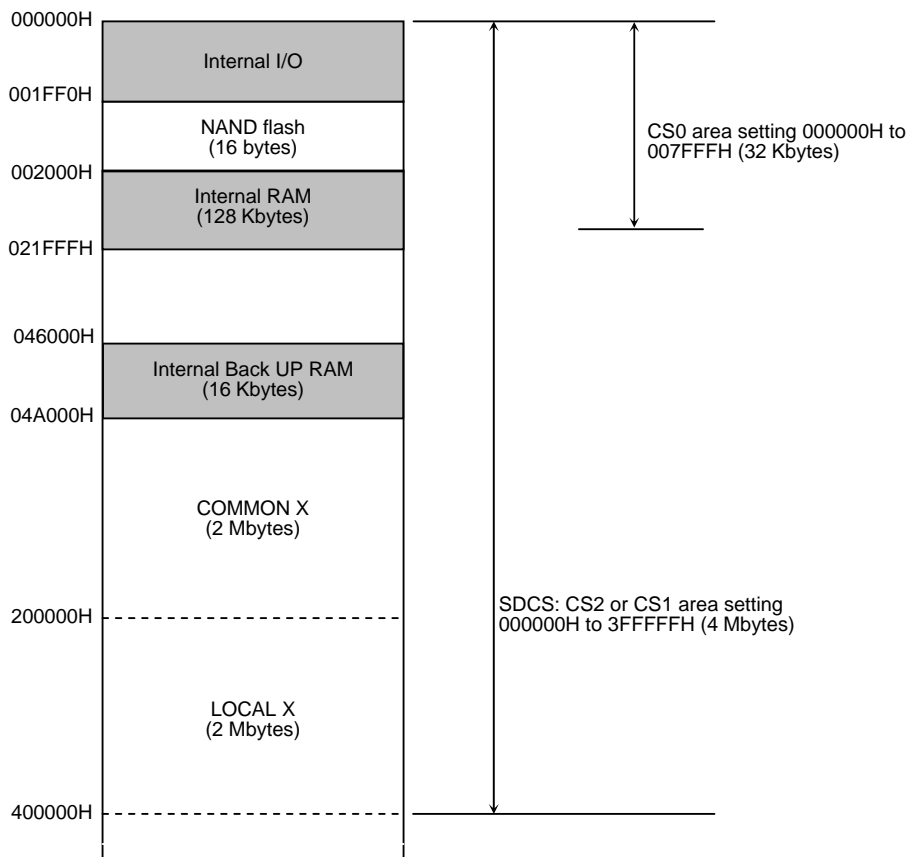 000000H
Internal I/O
001FF0H
NAND flash
(16 bytes)
002000H
Internal RAM
(128 Kbytes)
021FFFH
046000H
Internal Back UP RAM
(16 Kbytes)
04A000H
COMMON X
(2 Mbytes)
200000H
LOCAL X
(2 Mbytes)
400000H
CS0 area setting 000000H to
007FFFH (32 Kbytes)
SDCS: CS2 or CS1 area setting
000000H to 3FFFFFH (4 Mbytes)